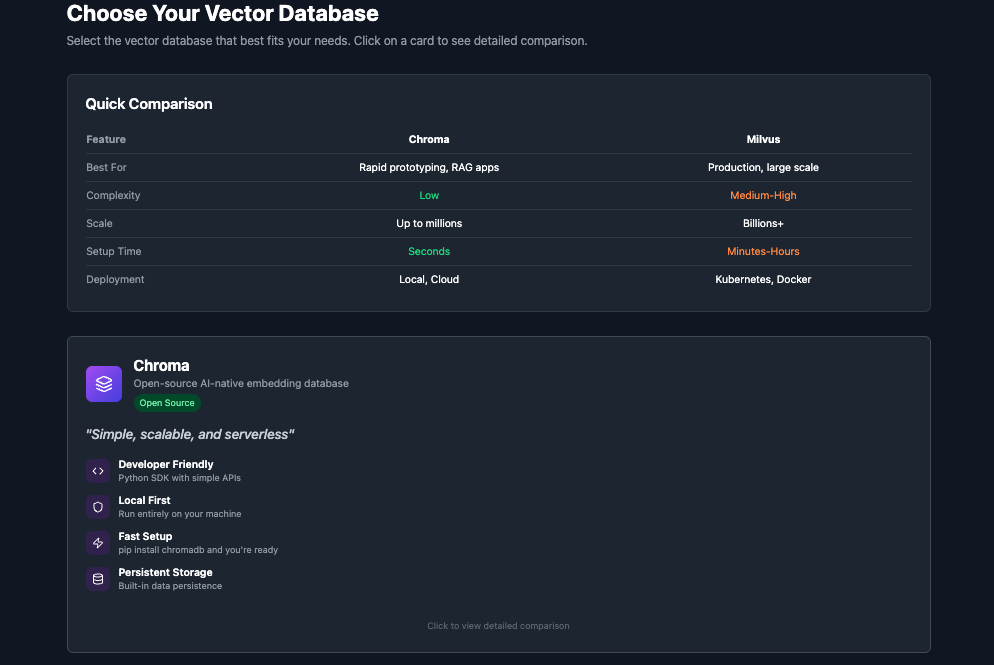 Choose Your Vector Database
Select the vector database that best fits your needs. Click on a card to see detailed comparison.
Quick Comparison
Feature Chroma Milvus
Best For Rapid prototyping, RAG apps Production, large scale
Complexity Low Medium-High
Scale Up to millions Billions+
Setup Time Seconds Minutes-Hours
Deployment Local, Cloud Kubernetes, Docker
Chroma
Open-source AI-native embedding database
Open Source
"Simple, scalable, and serverless"
Developer Friendly
Python SDK with simple APIs
Local First
Run entirely on your machine
Fast Setup
pip install chromadb and you're ready
Persistent Storage
Built-in data persistence
Click to view detailed comparison